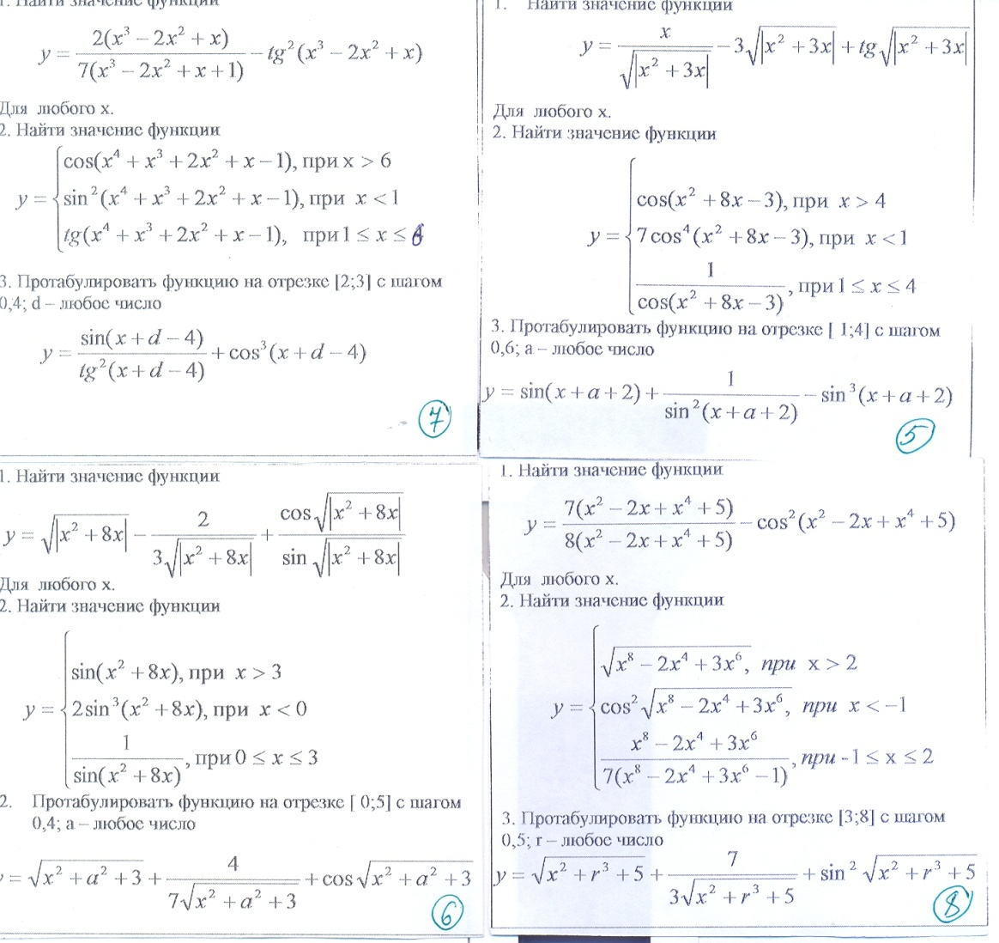 1. Найти значение функции
y = 2(x³ − 2x² + x) / 7(x³ − 2x² + x + 1) − tg²(x³ − 2x² + x)
Для любого x.
2. Найти значение функции
y = { cos(x⁴ + x³ + 2x² + x − 1), при x > 6
sin²(x⁴ + x³ + 2x² + x − 1), при x < 1
tg(x⁴ + x³ + 2x² + x − 1), при 1 ≤ x ≤ 6
3. Протабулировать функцию на отрезке [2;3] с шагом
0,4; d – любое число
y = sin(x + d − 4) / tg²(x + d − 4) + cos³(x + d − 4)
7
1. Найти значение функции
y = x / √|x² + 3x| − 3√|x² + 3x| + tg√|x² + 3x|
Для любого x.
2. Найти значение функции
y = { cos(x² + 8x − 3), при x > 4
7cos⁴(x² + 8x − 3), при x < 1
1 / cos(x² + 8x − 3), при 1 ≤ x ≤ 4
3. Протабулировать функцию на отрезке [ 1;4] с шагом
0,6; a – любое число
y = sin(x + a + 2) + 1 / sin²(x + a + 2) − sin³(x + a + 2)
5
1. Найти значение функции
y = √|x² + 8x| − 2 / 3√|x² + 8x| + cos√|x² + 8x| / sin√|x² + 8x|
Для любого x.
2. Найти значение функции
y = { sin(x² + 8x), при x > 3
2sin³(x² + 8x), при x < 0
1 / sin(x² + 8x), при 0 ≤ x ≤ 3
2. Протабулировать функцию на отрезке [ 0;5] с шагом
0,4; a – любое число
y = √(x² + a² + 3) + 4 / 7√(x² + a² + 3) + cos√(x² + a² + 3)
6
1. Найти значение функции
y = 7(x² − 2x + x⁴ + 5) / 8(x² − 2x + x⁴ + 5) − cos²(x² − 2x + x⁴ + 5)
Для любого x.
2. Найти значение функции
y = { √(x⁸ − 2x⁴ + 3x⁶), при x > 2
cos²√(x⁸ − 2x⁴ + 3x⁶), при x < −1
x⁸ − 2x⁴ + 3x⁶ / 7(x⁸ − 2x⁴ + 3x⁶ − 1), при -1 ≤ x ≤ 2
3. Протабулировать функцию на отрезке [3;8] с шагом
0,5; r – любое число
y = √(x² + r³ + 5) + 7 / 3√(x² + r³ + 5) + sin²√(x² + r³ + 5)
8